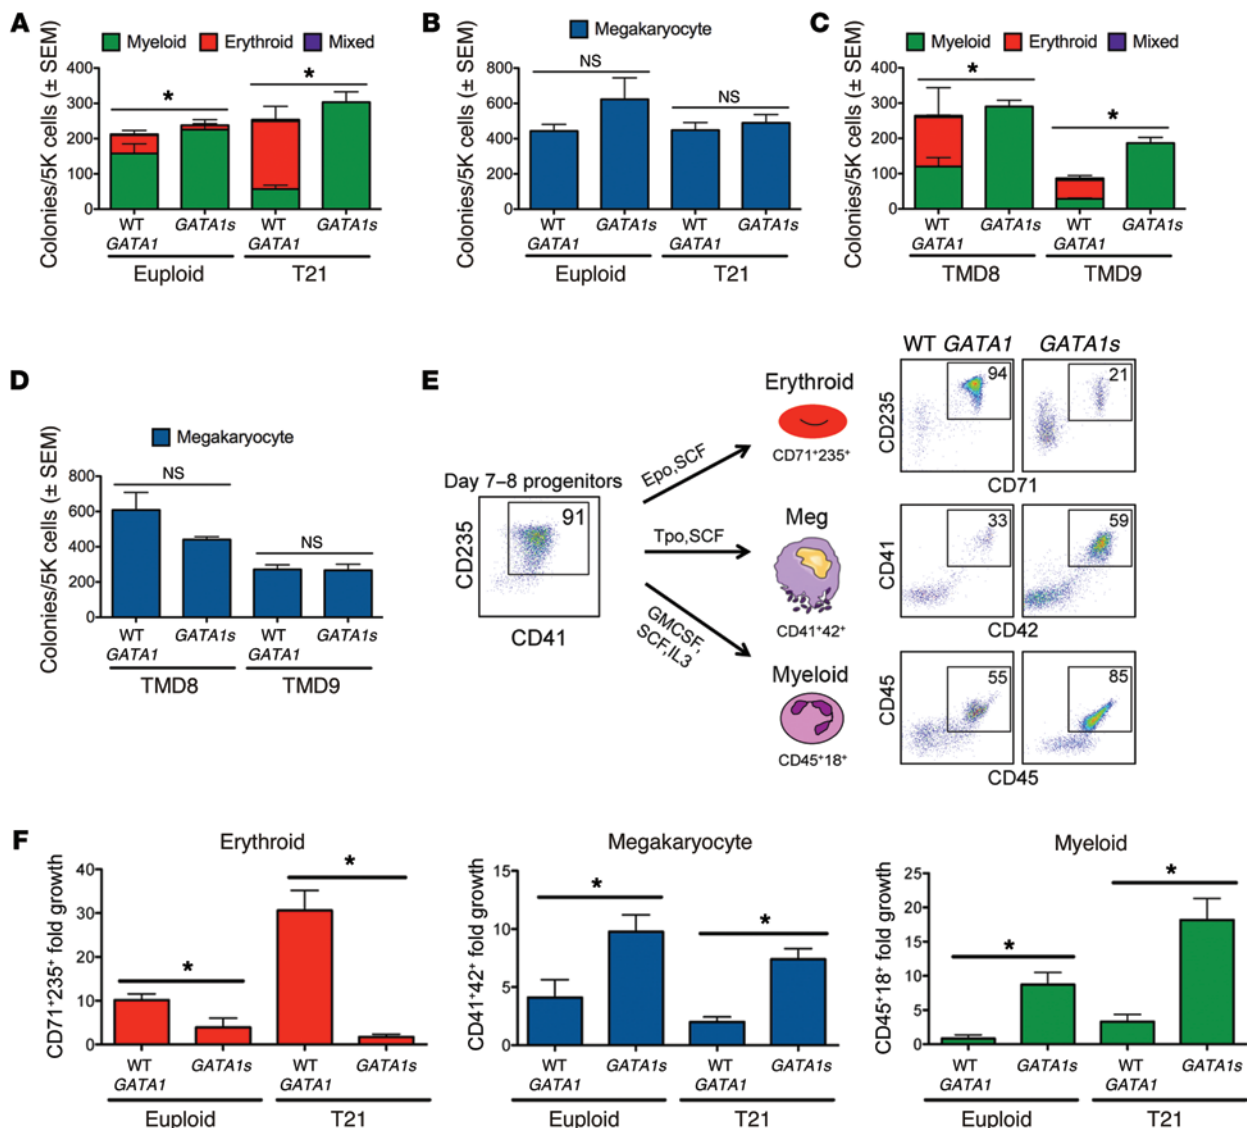 A
Myeloid Erythroid Mixed
Colonies/5K cells (± SEM)
400
300
200
100
0
*
*
WT GATA1
GATA1s
WT GATA1
GATA1s
Euploid
T21
B
Megakaryocyte
Colonies/5K cells (± SEM)
800
600
400
200
0
NS
NS
WT GATA1
GATA1s
WT GATA1
GATA1s
Euploid
T21
C
Myeloid Erythroid Mixed
Colonies/5K cells (± SEM)
400
300
200
100
0
*
*
WT GATA1
GATA1s
WT GATA1
GATA1s
TMD8
TMD9
D
Megakaryocyte
Colonies/5K cells (± SEM)
800
600
400
200
0
NS
NS
WT GATA1
GATA1s
WT GATA1
GATA1s
TMD8
TMD9
E
Day 7–8 progenitors
91
CD235
CD41
Epo,SCF
Tpo,SCF
GMCSF,
SCF,IL3
Erythroid
CD71+235+
Meg
CD41+42+
Myeloid
CD45+18+
WT GATA1
GATA1s
94
21
CD235
CD71
33
59
CD41
CD42
55
85
CD45
CD45
F
Erythroid
CD71+235+ fold growth
40
30
20
10
0
*
*
WT GATA1
GATA1s
WT GATA1
GATA1s
Euploid
T21
Megakaryocyte
CD41+42+ fold growth
15
10
5
0
*
*
WT GATA1
GATA1s
WT GATA1
GATA1s
Euploid
T21
Myeloid
CD45+18+ fold growth
25
20
15
10
5
0
*
*
WT GATA1
GATA1s
WT GATA1
GATA1s
Euploid
T21